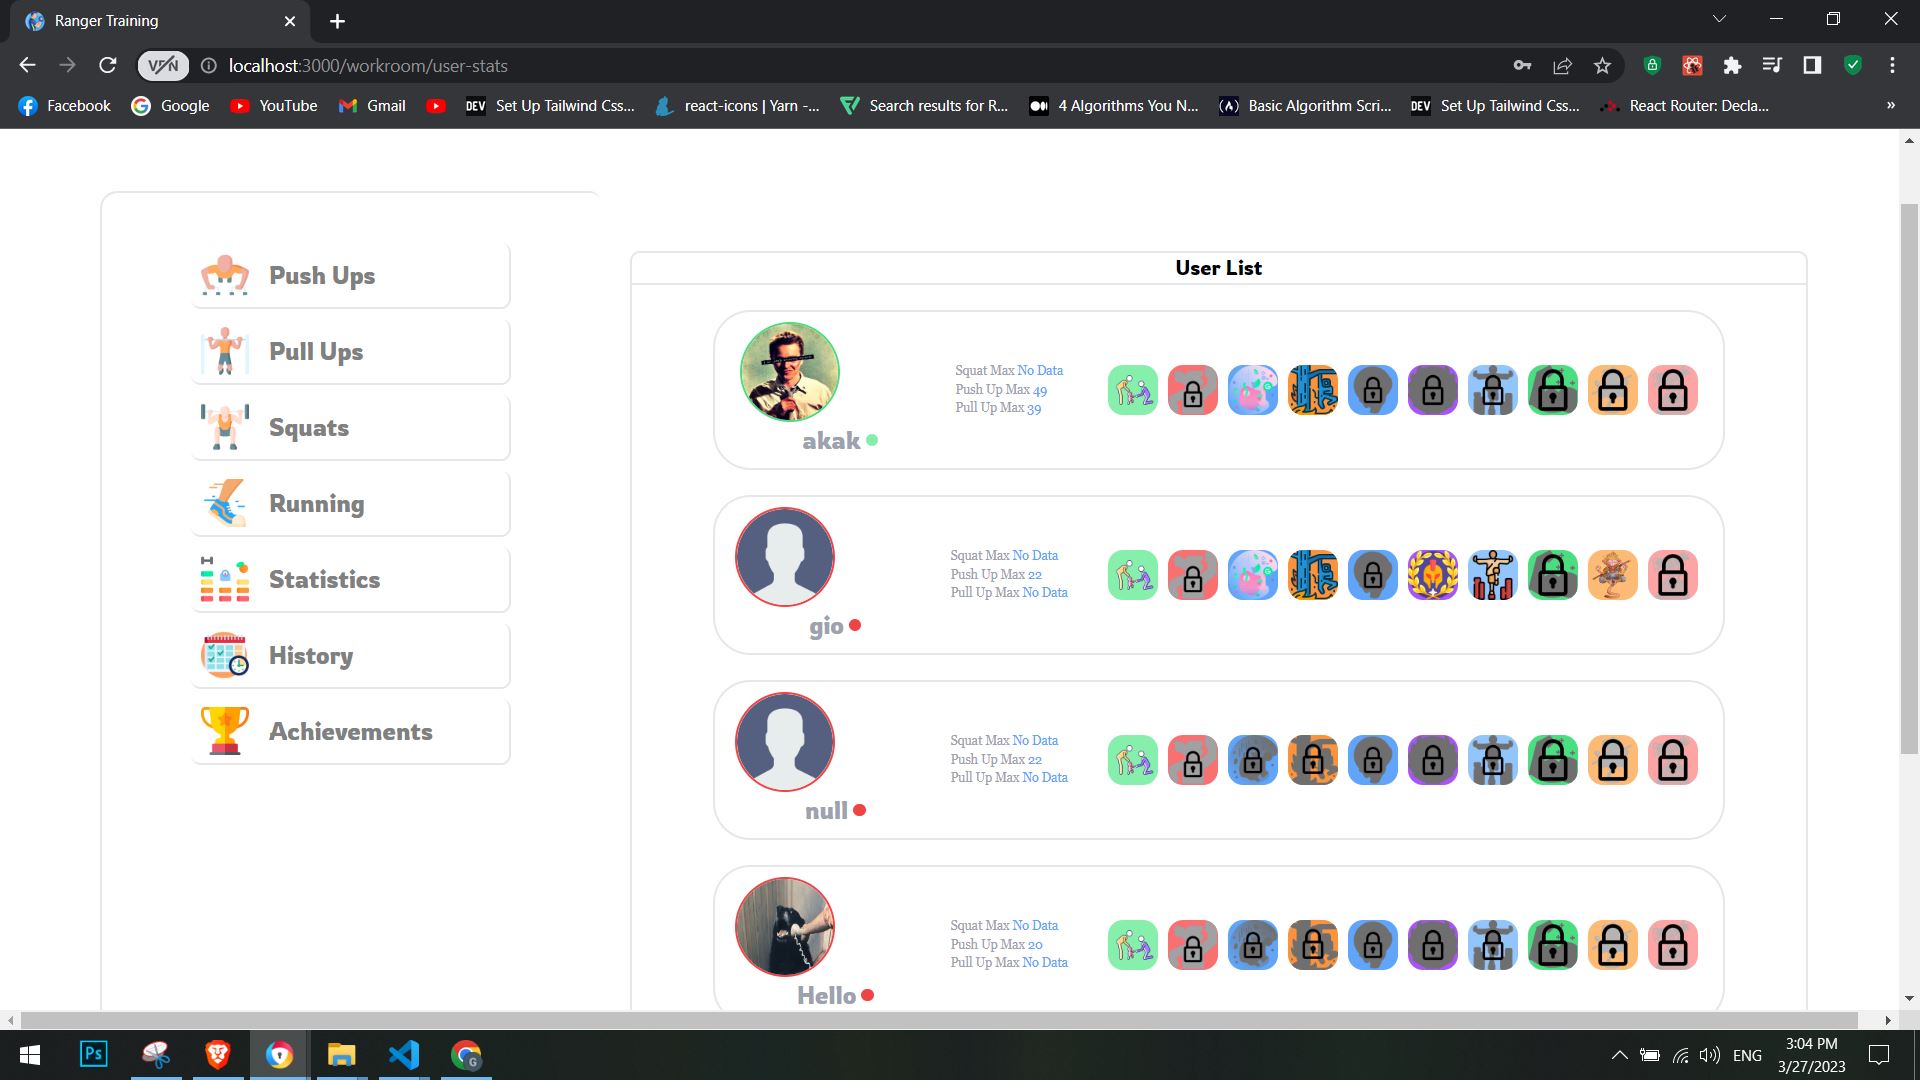 Ranger Training
VPN
localhost:3000/workroom/user-stats
Facebook
Google
YouTube
Gmail
DEV Set Up Tailwind Css...
react-icons | Yarn -...
Search results for R...
4 Algorithms You N...
(A) Basic Algorithm Scri...
DEV Set Up Tailwind Css...
React Router: Decla...
»
Push Ups
Pull Ups
Squats
Running
Statistics
History
Achievements
User List
Squat Max No Data
Push Up Max 49
Pull Up Max 39
akak
Squat Max No Data
Push Up Max 22
Pull Up Max No Data
gio
Squat Max No Data
Push Up Max 22
Pull Up Max No Data
null
Squat Max No Data
Push Up Max 20
Pull Up Max No Data
Hello
Ps
G
ENG
3:04 PM
3/27/2023